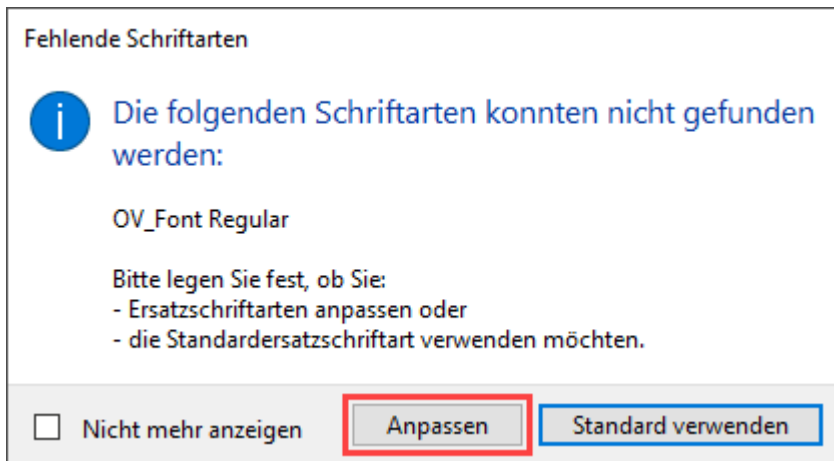 Fehlende Schriftarten
Die folgenden Schriftarten konnten nicht gefunden
werden:
OV_Font Regular
Bitte legen Sie fest, ob Sie:
- Ersatzschriftarten anpassen oder
- die Standardersatzschriftart verwenden möchten.
Nicht mehr anzeigen Anpassen Standard verwenden